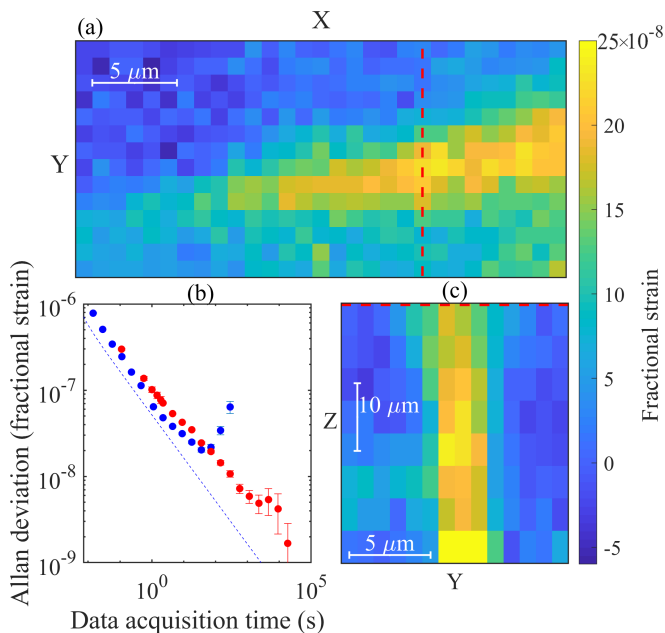 X
(a)
5 μm
Y
25×10⁻⁸
20
15
10
5
0
-5
Fractional strain
(b)
10⁻⁶
10⁻⁷
10⁻⁸
10⁻⁹
Allan deviation (fractional strain)
10⁰
10⁵
Data acquisition time (s)
(c)
Z
10 μm
5 μm
Y